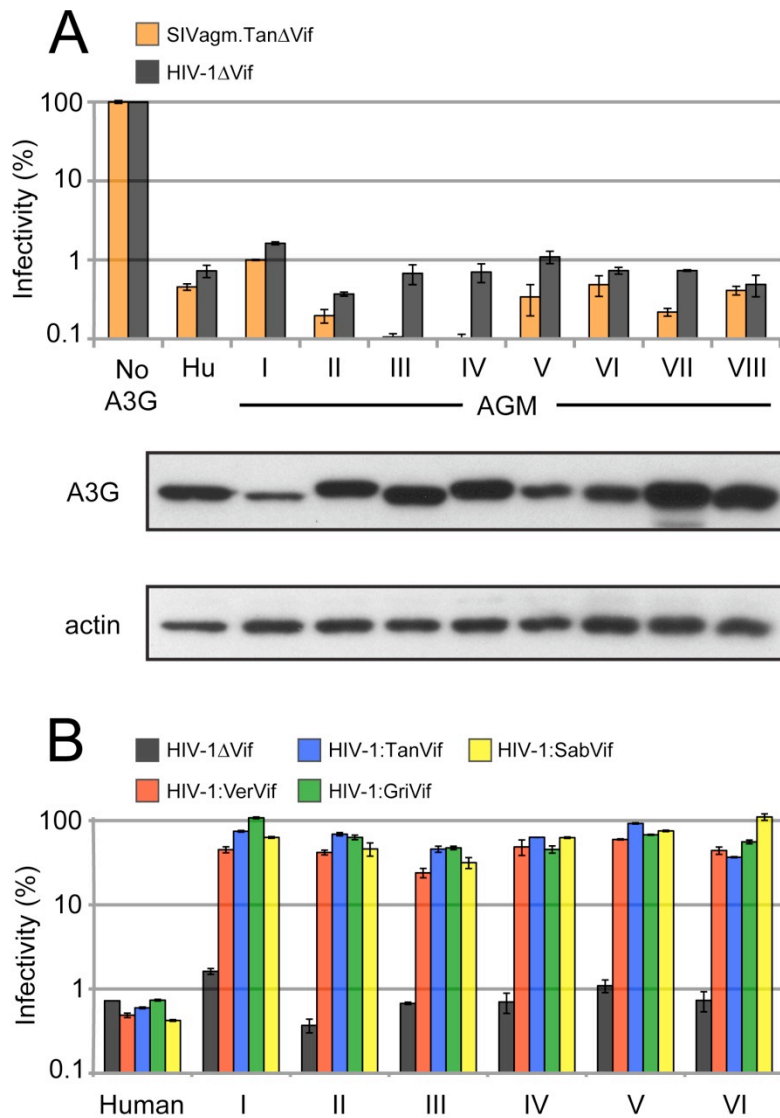 A
SIVagm.TanΔVif
HIV-1ΔVif
Infectivity (%)
100
10
1
0.1
No A3G Hu I II III IV V VI VII VIII
AGM
A3G
actin
B
HIV-1ΔVif HIV-1:TanVif HIV-1:SabVif
HIV-1:VerVif HIV-1:GriVif
Infectivity (%)
100
10
1
0.1
Human I II III IV V VI